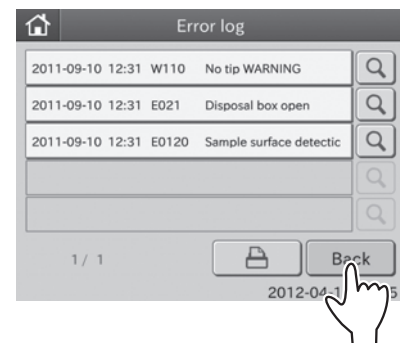 Error log
2011-09-10 12:31 W110 No tip WARNING
2011-09-10 12:31 E021 Disposal box open
2011-09-10 12:31 E0120 Sample surface detectic
1/ 1
Back